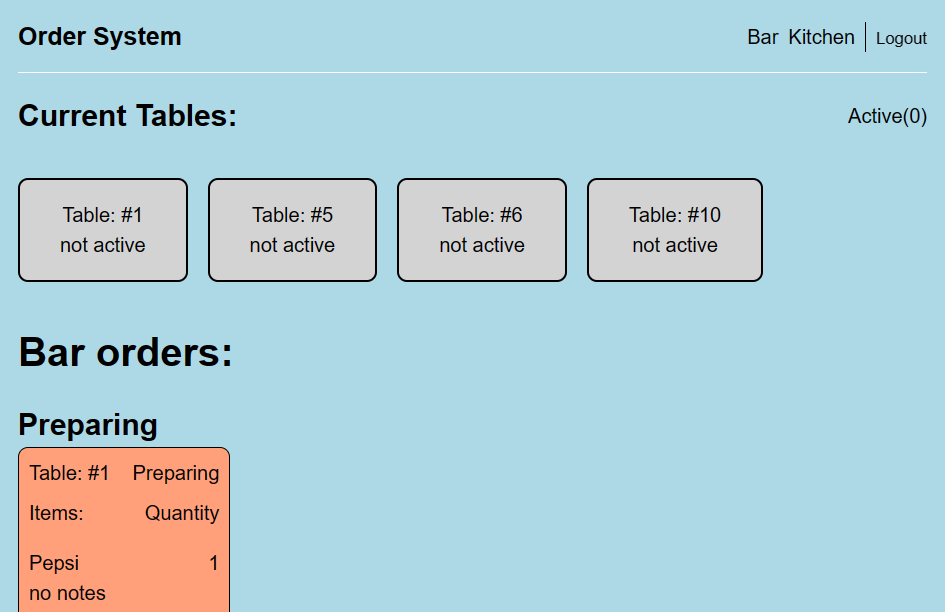 Order System
Bar Kitchen Logout
Current Tables:
Active(0)
Table: #1
not active
Table: #5
not active
Table: #6
not active
Table: #10
not active
Bar orders:
Preparing
Table: #1 Preparing
Items: Quantity
Pepsi 1
no notes